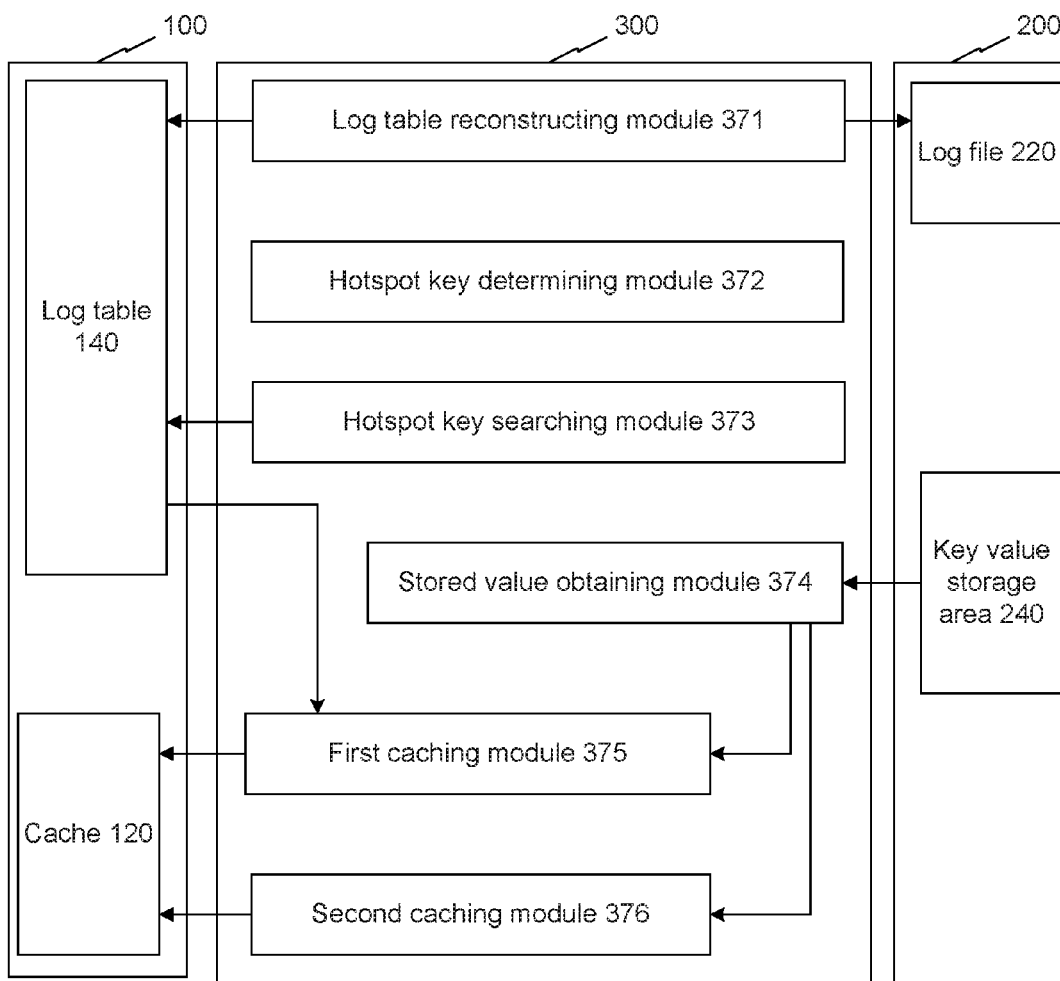 100
300
200
Log table reconstructing module 371
Log file 220
Hotspot key determining module 372
Log table
140
Hotspot key searching module 373
Stored value obtaining module 374
Key value
storage
area 240
First caching module 375
Cache 120
Second caching module 376